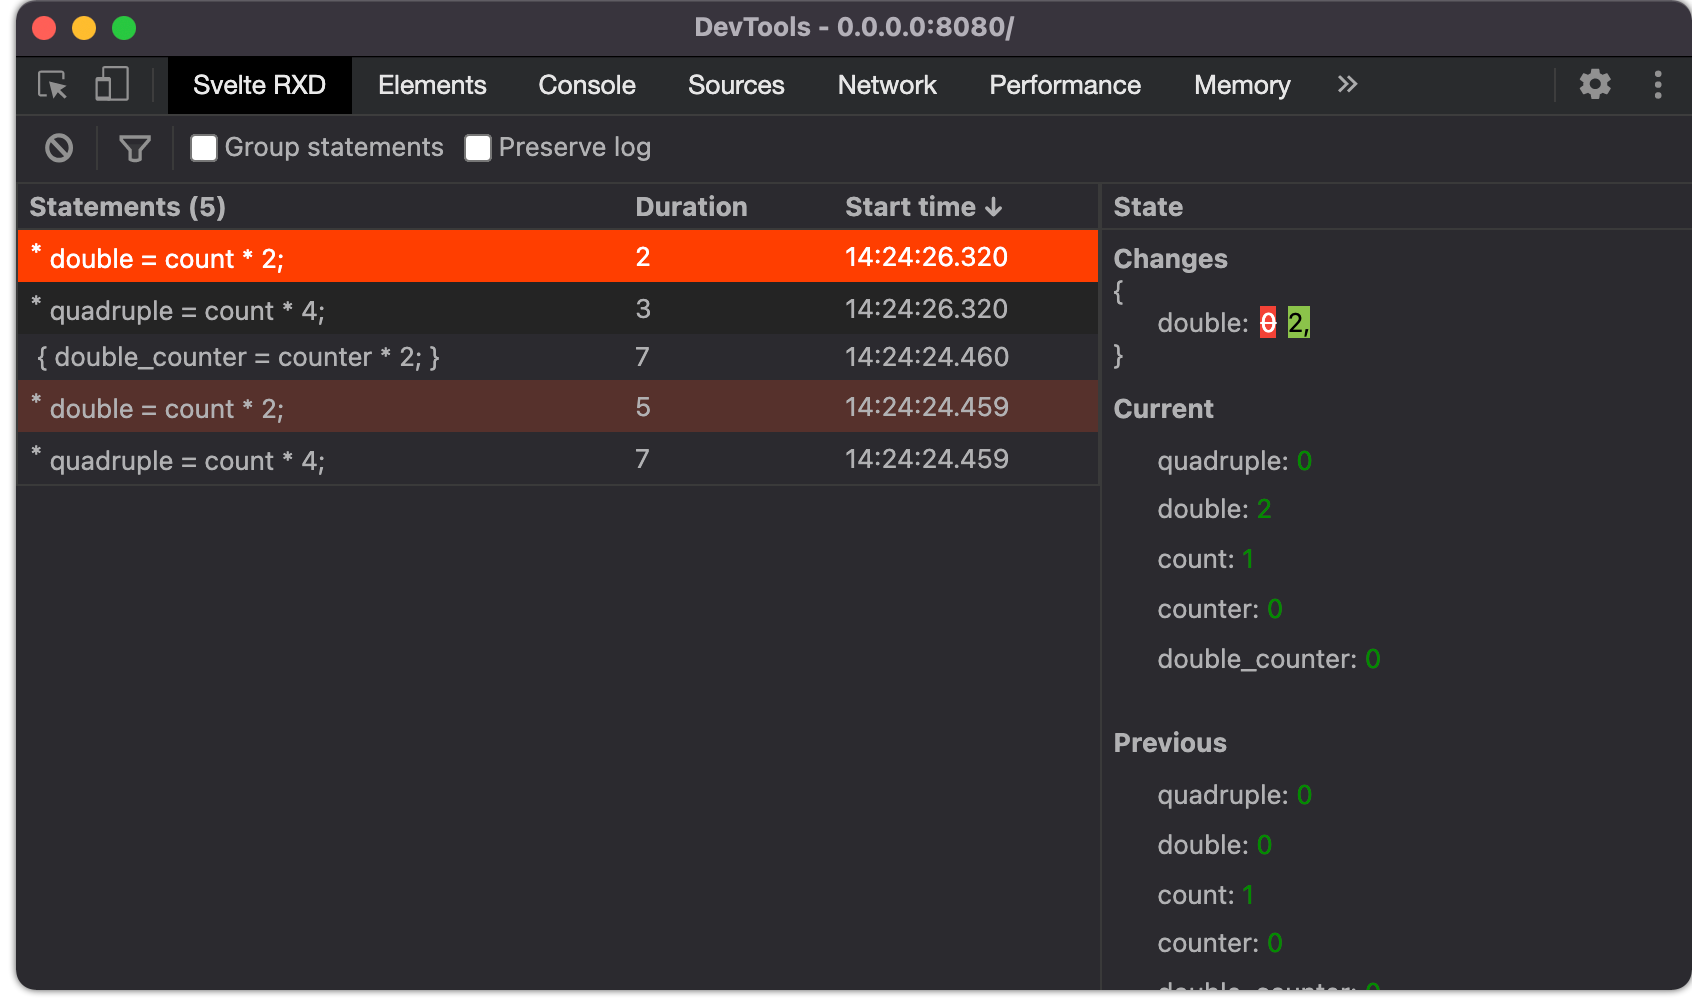 DevTools - 0.0.0.0:8080/
Svelte RXD Elements Console Sources Network Performance Memory »
Group statements Preserve log
Statements (5) Duration Start time ↓
* double = count * 2; 2 14:24:26.320
* quadruple = count * 4; 3 14:24:26.320
{ double_counter = counter * 2; } 7 14:24:24.460
* double = count * 2; 5 14:24:24.459
* quadruple = count * 4; 7 14:24:24.459
State
Changes
{
double: 0 2,
}
Current
quadruple: 0
double: 2
count: 1
counter: 0
double_counter: 0
Previous
quadruple: 0
double: 0
count: 1
counter: 0
double_counter: 0